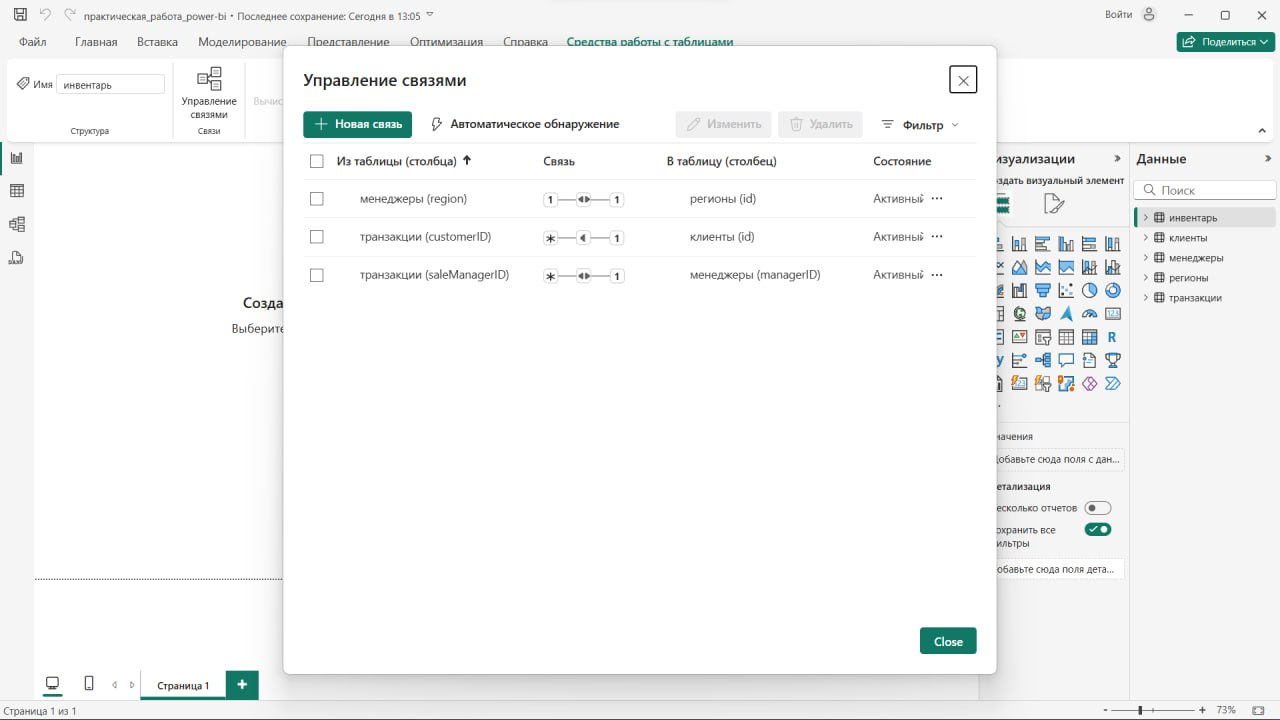 практическая_работа_power-bi • Последнее сохранение: Сегодня в 13:05
Войти
Файл Главная Вставка Моделирование Представление Оптимизация Справка Средства работы с таблицами
Поделиться
Имя инвентарь
Управление связями
Вычис
Структура
Связи
Управление связями
Новая связь
Автоматическое обнаружение
Изменить
Удалить
Фильтр
Из таблицы (столбца) Связь В таблицу (столбец) Состояние
менеджеры (region) 1 1 регионы (id) Активный ...
транзакции (customerID) * 1 клиенты (id) Активный ...
транзакции (saleManagerID) * 1 менеджеры (managerID) Активный ...
Close
Созда
Выберите
изуализации
оздать визуальный элемент
R
123
начения
Добавьте сюда поля с дан...
етализация
есколько отчетов
охранить все
ильтры
обавьте сюда поля дета...
Данные
Поиск
инвентарь
клиенты
менеджеры
регионы
транзакции
Страница 1
+
Страница 1 из 1
- + 73%